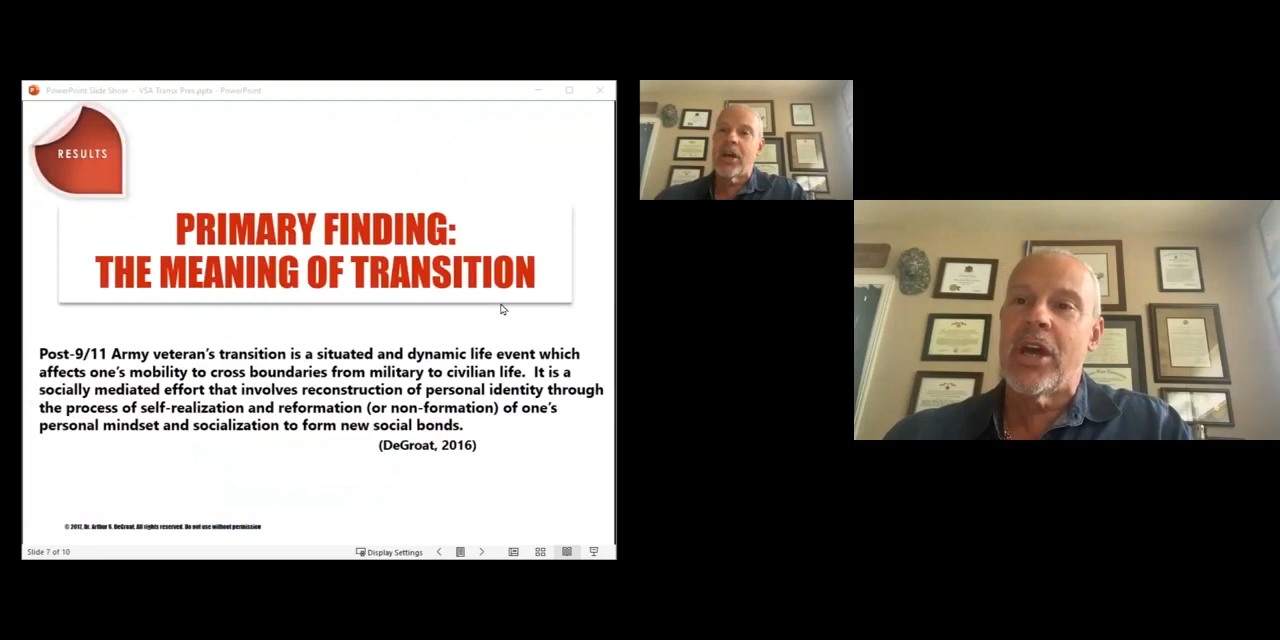 PowerPoint Slide Show - VSA Transx Pres.pptx - PowerPoint
RESULTS
PRIMARY FINDING:
THE MEANING OF TRANSITION
Post-9/11 Army veteran's transition is a situated and dynamic life event which
affects one's mobility to cross boundaries from military to civilian life. It is a
socially mediated effort that involves reconstruction of personal identity through
the process of self-realization and reformation (or non-formation) of one's
personal mindset and socialization to form new social bonds.
(DeGroat, 2016)
© 2017, Dr. Arthur S. DeGroat. All rights reserved. Do not use without permission
Slide 7 of 10
Display Settings